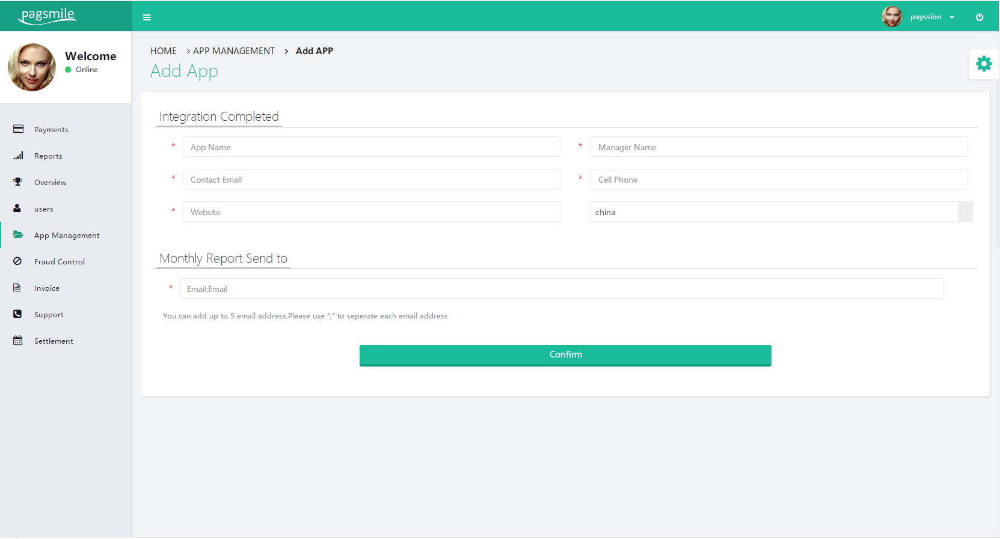 pagsmile
payssion
Welcome
Online
HOME > APP MANAGEMENT > Add APP
Add App
Payments
Reports
Overview
users
App Management
Fraud Control
Invoice
Support
Settlement
Integration Completed
* App Name
* Manager Name
* Contact Email
* Cell Phone
* Website
china
Monthly Report Send to
* Email;Email
You can add up to 5 email address.Please use ";" to seperate each email address
Confirm